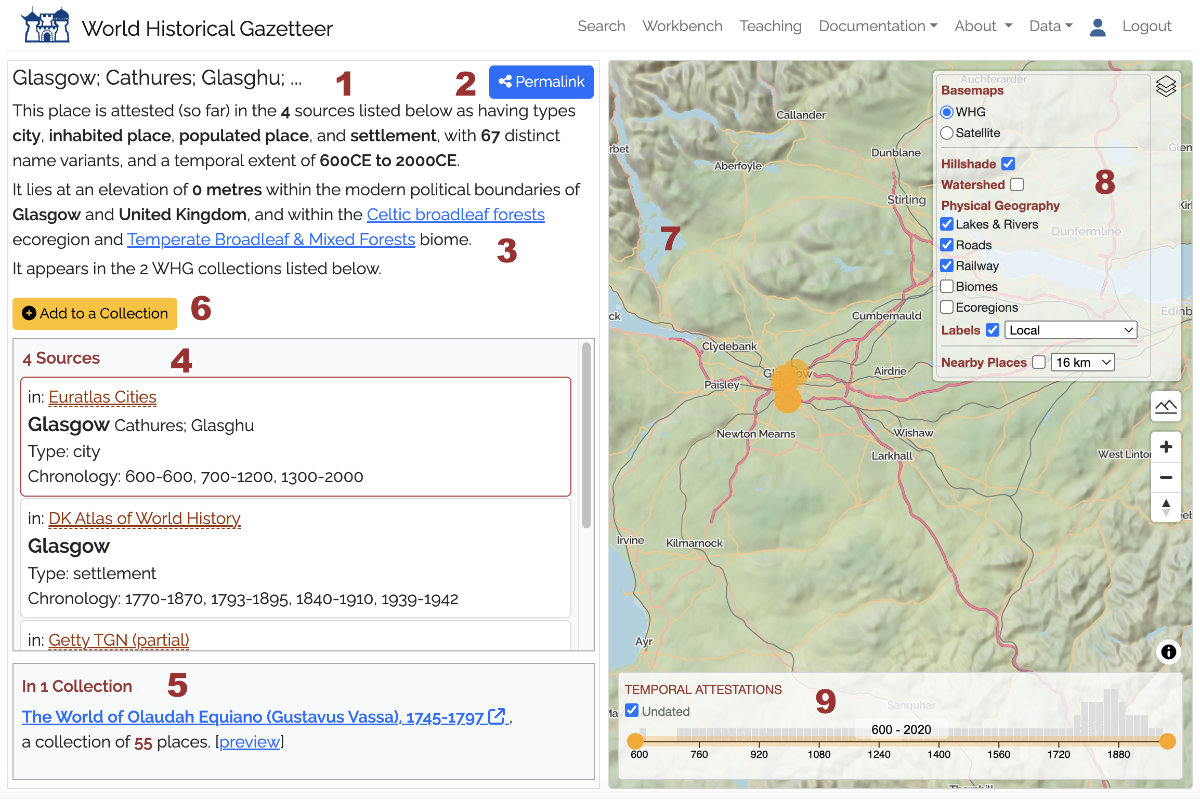 World Historical Gazetteer
Search Workbench Teaching Documentation About Data Logout
Glasgow; Cathures; Glasghu; ...
1
2
Permalink
This place is attested (so far) in the 4 sources listed below as having types
city, inhabited place, populated place, and settlement, with 67 distinct
name variants, and a temporal extent of 600CE to 2000CE.
It lies at an elevation of 0 metres within the modern political boundaries of
Glasgow and United Kingdom, and within the Celtic broadleaf forests
ecoregion and Temperate Broadleaf & Mixed Forests biome.
3
It appears in the 2 WHG collections listed below.
Add to a Collection
6
4 Sources
4
in: Euratlas Cities
Glasgow Cathures; Glasghu
Type: city
Chronology: 600-600, 700-1200, 1300-2000
in: DK Atlas of World History
Glasgow
Type: settlement
Chronology: 1770-1870, 1793-1895, 1840-1910, 1939-1942
in: Getty TGN (partial)
In 1 Collection
5
The World of Olaudah Equiano (Gustavus Vassa), 1745-1797 ,
a collection of 55 places. [preview]
Auchterarder
Callander
Dunblane
Aberfoyle
Stirling
7
Dunfermline
Cumbernauld
Clydebank
Glasgow
Airdrie
Paisley
Newton Mearns
Wishaw
Larkhall
West Linton
Irvine
Kilmarnock
Ayr
Sanquhar
Basemaps
WHG
Satellite
Hillshade
Watershed
8
Physical Geography
Lakes & Rivers
Roads
Railway
Biomes
Ecoregions
Labels Local
Nearby Places 16 km
TEMPORAL ATTESTATIONS
9
Undated
600 - 2020
600 760 920 1080 1240 1400 1560 1720 1880